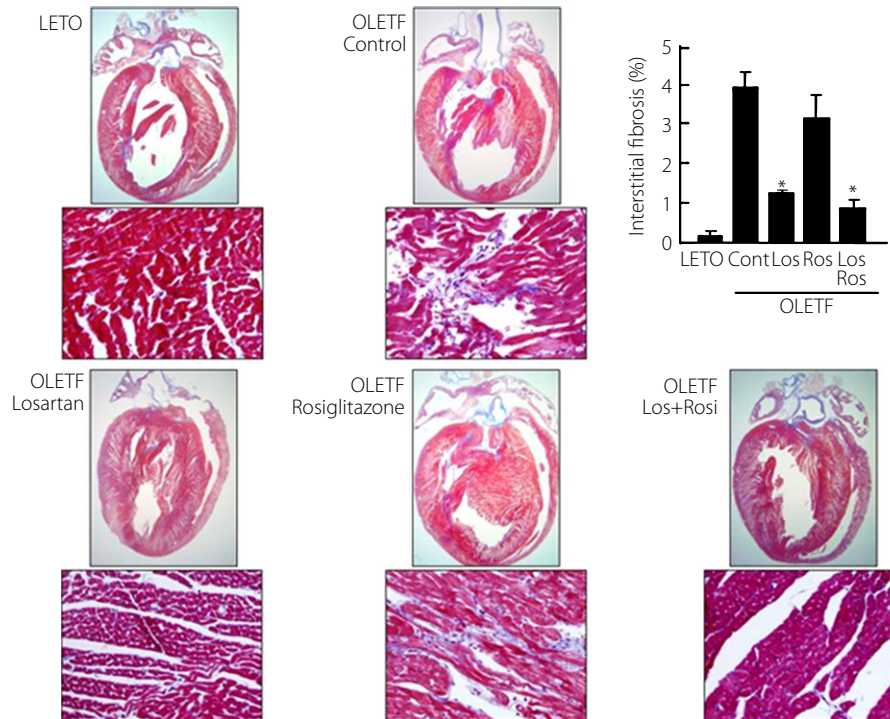 LETO
OLETF
Control
Interstitial fibrosis (%)
5
4
3
2
1
0
*
*
LETO Cont Los Ros Los
Ros
OLETF
OLETF
Losartan
OLETF
Rosiglitazone
OLETF
Los+Rosi